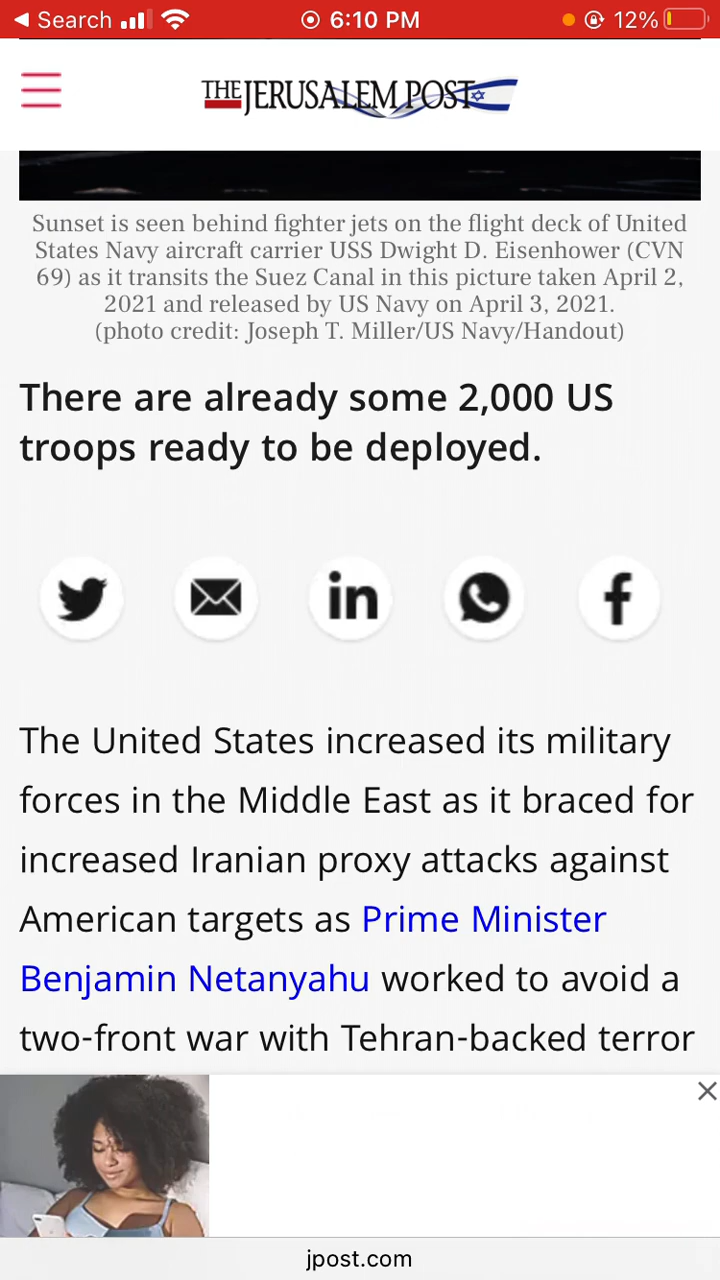 Search
6:10 PM
12%
THE JERUSALEM POST
Sunset is seen behind fighter jets on the flight deck of United
States Navy aircraft carrier USS Dwight D. Eisenhower (CVN
69) as it transits the Suez Canal in this picture taken April 2,
2021 and released by US Navy on April 3, 2021.
(photo credit: Joseph T. Miller/US Navy/Handout)
There are already some 2,000 US
troops ready to be deployed.
in
f
The United States increased its military
forces in the Middle East as it braced for
increased Iranian proxy attacks against
American targets as Prime Minister
Benjamin Netanyahu worked to avoid a
two-front war with Tehran-backed terror
jpost.com